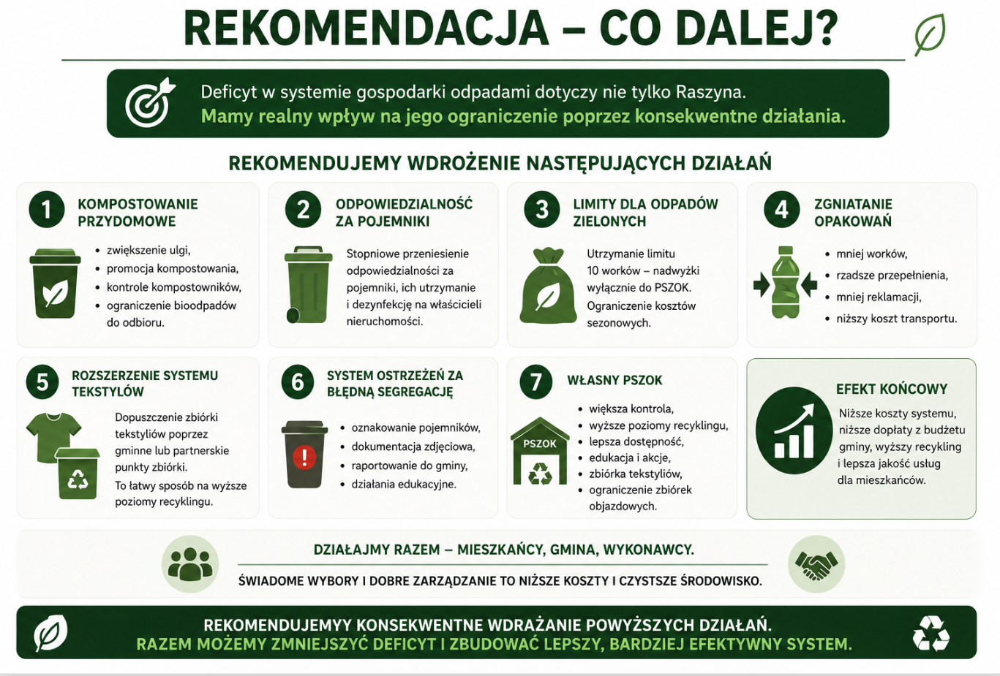 REKOMENDACJA – CO DALEJ?
Deficyt w systemie gospodarki odpadami dotyczy nie tylko Raszyna.
Mamy realny wpływ na jego ograniczenie poprzez konsekwentne działania.
REKOMENDUJEMY WDROŻENIE NASTĘPUJĄCYCH DZIAŁAŃ
1
KOMPOSTOWANIE
PRZYDOMOWE
• zwiększenie ulgi,
• promocja kompostowania,
• kontrole kompostowników,
• ograniczenie bioodpadów
do odbioru.
2
ODPOWIEDZIALNOŚĆ
ZA POJEMNIKI
Stopniowe przeniesienie
odpowiedzialności za
pojemniki, ich utrzymanie
i dezynfekcję na właścicieli
nieruchomości.
3
LIMITY DLA ODPADÓW
ZIELONYCH
Utrzymanie limitu
10 worków – nadwyżki
wyłącznie do PSZOK.
Ograniczenie kosztów
sezonowych.
4
ZGNIATANIE
OPAKOWAŃ
• mniej worków,
• rzadsze przepełnienia,
• mniej reklamacji,
• niższy koszt transportu.
5
ROZSZERZENIE SYSTEMU
TEKSTYLÓW
Dopuszczenie zbiórki
tekstyliów poprzez
gminne lub partnerskie
punkty zbiórki.
To łatwy sposób na wyższe
poziomy recyklingu.
6
SYSTEM OSTRZEŻEŃ ZA
BŁĘDNĄ SEGREGACJĘ
!
• oznakowanie pojemników,
• dokumentacja zdjęciowa,
• raportowanie do gminy,
• działania edukacyjne.
7
WŁASNY PSZOK
PSZOK
• większa kontrola,
• wyższe poziomy recyklingu,
• lepsza dostępność,
• edukacja i akcje,
• zbiórka tekstyliów,
• ograniczenie zbiórek
objazdowych.
EFEKT KOŃCOWY
Niższe koszty systemu,
niższe dopłaty z budżetu
gminy, wyższy recykling
i lepsza jakość usług
dla mieszkańców.
DZIAŁAJMY RAZEM – MIESZKAŃCY, GMINA, WYKONAWCY.
ŚWIADOME WYBORY I DOBRE ZARZĄDZANIE TO NIŻSZE KOSZTY I CZYSTSZE ŚRODOWISKO.
REKOMENDUJEMYY KONSEKWENTNE WDRAŻANIE POWYŻSZYCH DZIAŁAŃ.
RAZEM MOŻEMY ZMNIEJSZYĆ DEFICYT I ZBUDOWAĆ LEPSZY, BARDZIEJ EFEKTYWNY SYSTEM.